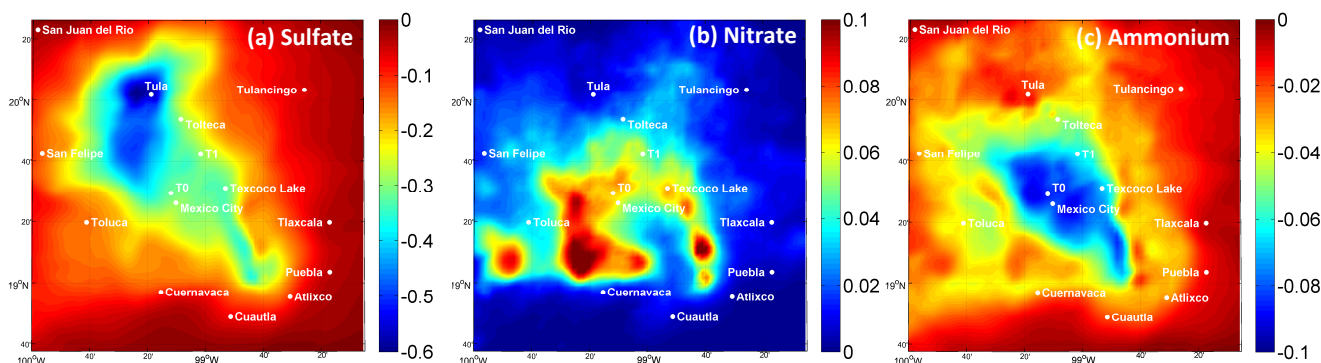 (a) Sulfate
San Juan del Rio
Tula
Tulancingo
Tolteca
San Felipe
T1
T0
Texcoco Lake
Mexico City
Toluca
Tlaxcala
Puebla
Cuernavaca
Atlixco
Cuautla
20'
20°N
40'
20'
19°N
40'
100°W
40'
20'
99°W
40'
20'
0
-0.1
-0.2
-0.3
-0.4
-0.5
-0.6
(b) Nitrate
San Juan del Rio
Tula
Tulancingo
Tolteca
San Felipe
T1
T0
Texcoco Lake
Mexico City
Toluca
Tlaxcala
Puebla
Cuernavaca
Atlixco
Cuautla
20'
20°N
40'
20'
19°N
40'
100°W
40'
20'
99°W
40'
20'
0.1
0.08
0.06
0.04
0.02
0
(c) Ammonium
San Juan del Rio
Tula
Tulancingo
Tolteca
San Felipe
T1
T0
Texcoco Lake
Mexico City
Toluca
Tlaxcala
Puebla
Cuernavaca
Atlixco
Cuautla
20'
20°N
40'
20'
19°N
40'
100°W
40'
20'
99°W
40'
20'
0
-0.02
-0.04
-0.06
-0.08
-0.1